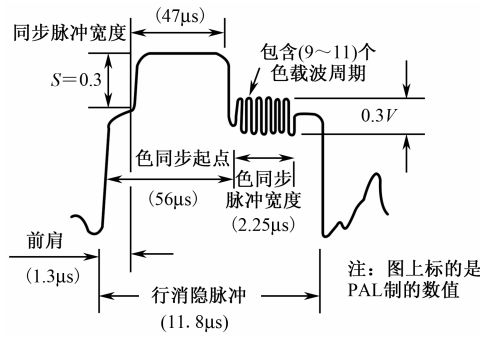 (47μs)
同步脉冲宽度
包含(9～11)个
色载波周期
S=0.3
0.3V
色同步起点
(56μs)
色同步
脉冲宽度
(2.25μs)
前肩
(1.3μs)
行消隐脉冲
(11.8μs)
注：图上标的是
PAL制的数值